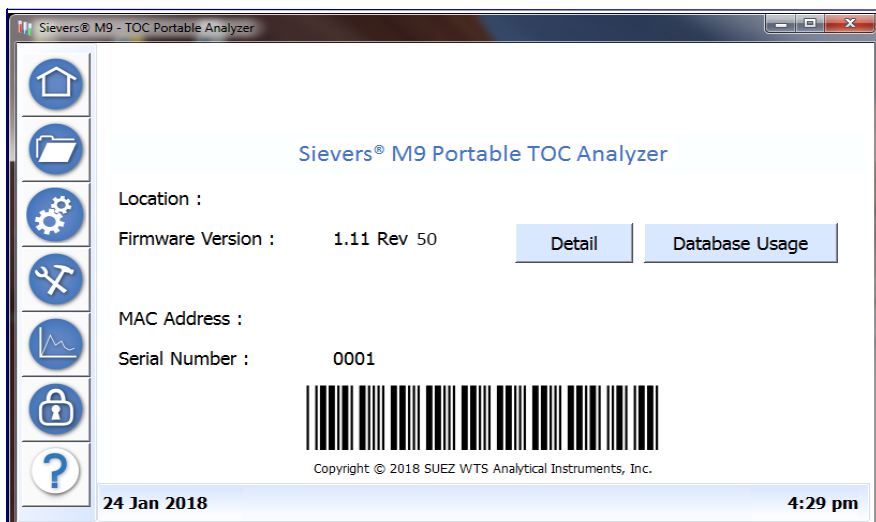 Sievers® M9 - TOC Portable Analyzer
Sievers® M9 Portable TOC Analyzer
Location :
Firmware Version : 1.11 Rev 50 Detail Database Usage
MAC Address :
Serial Number : 0001
Copyright © 2018 SUEZ WTS Analytical Instruments, Inc.
?
24 Jan 2018 4:29 pm